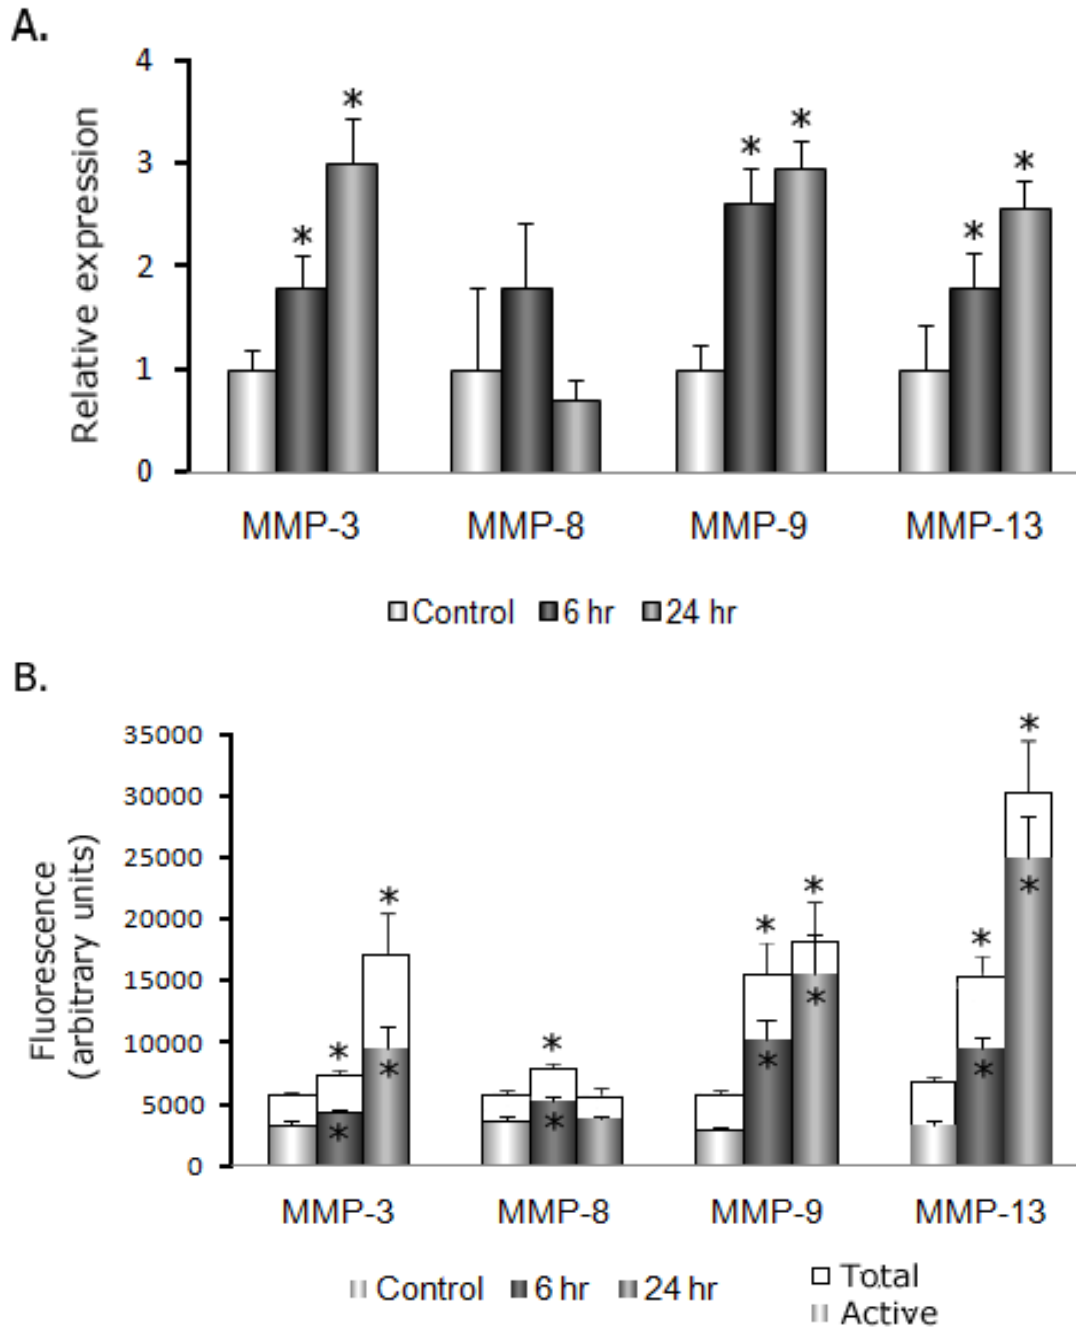 A.
4
3
2
1
0
Relative expression
* * * * * *
MMP-3 MMP-8 MMP-9 MMP-13
Control 6 hr 24 hr
B.
35000
30000
25000
20000
15000
10000
5000
0
Fluorescence
(arbitrary units)
* * * * * * * * * * * * * *
MMP-3 MMP-8 MMP-9 MMP-13
Control 6 hr 24 hr
Total
Active